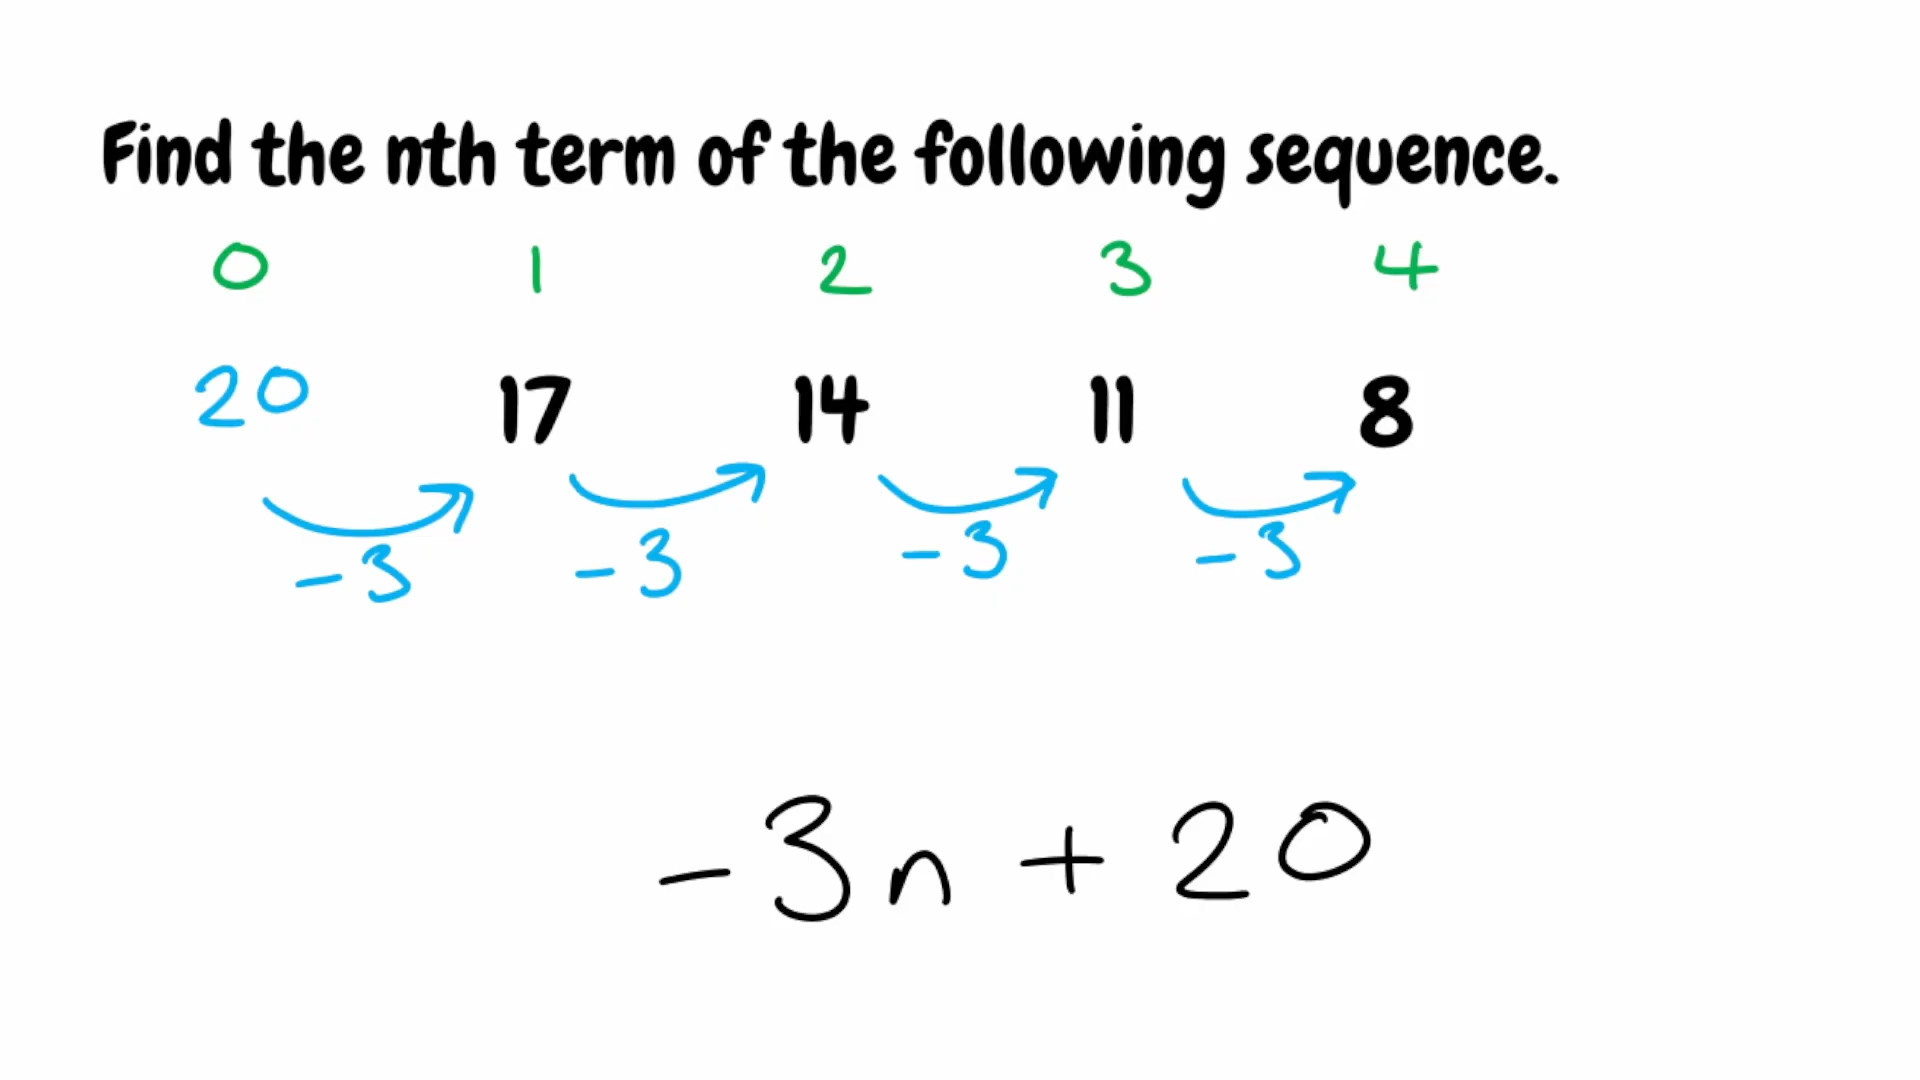 Find the nth term of the following sequence.
0 1 2 3 4
20 17 14 11 8
-3 -3 -3 -3
-3n + 20